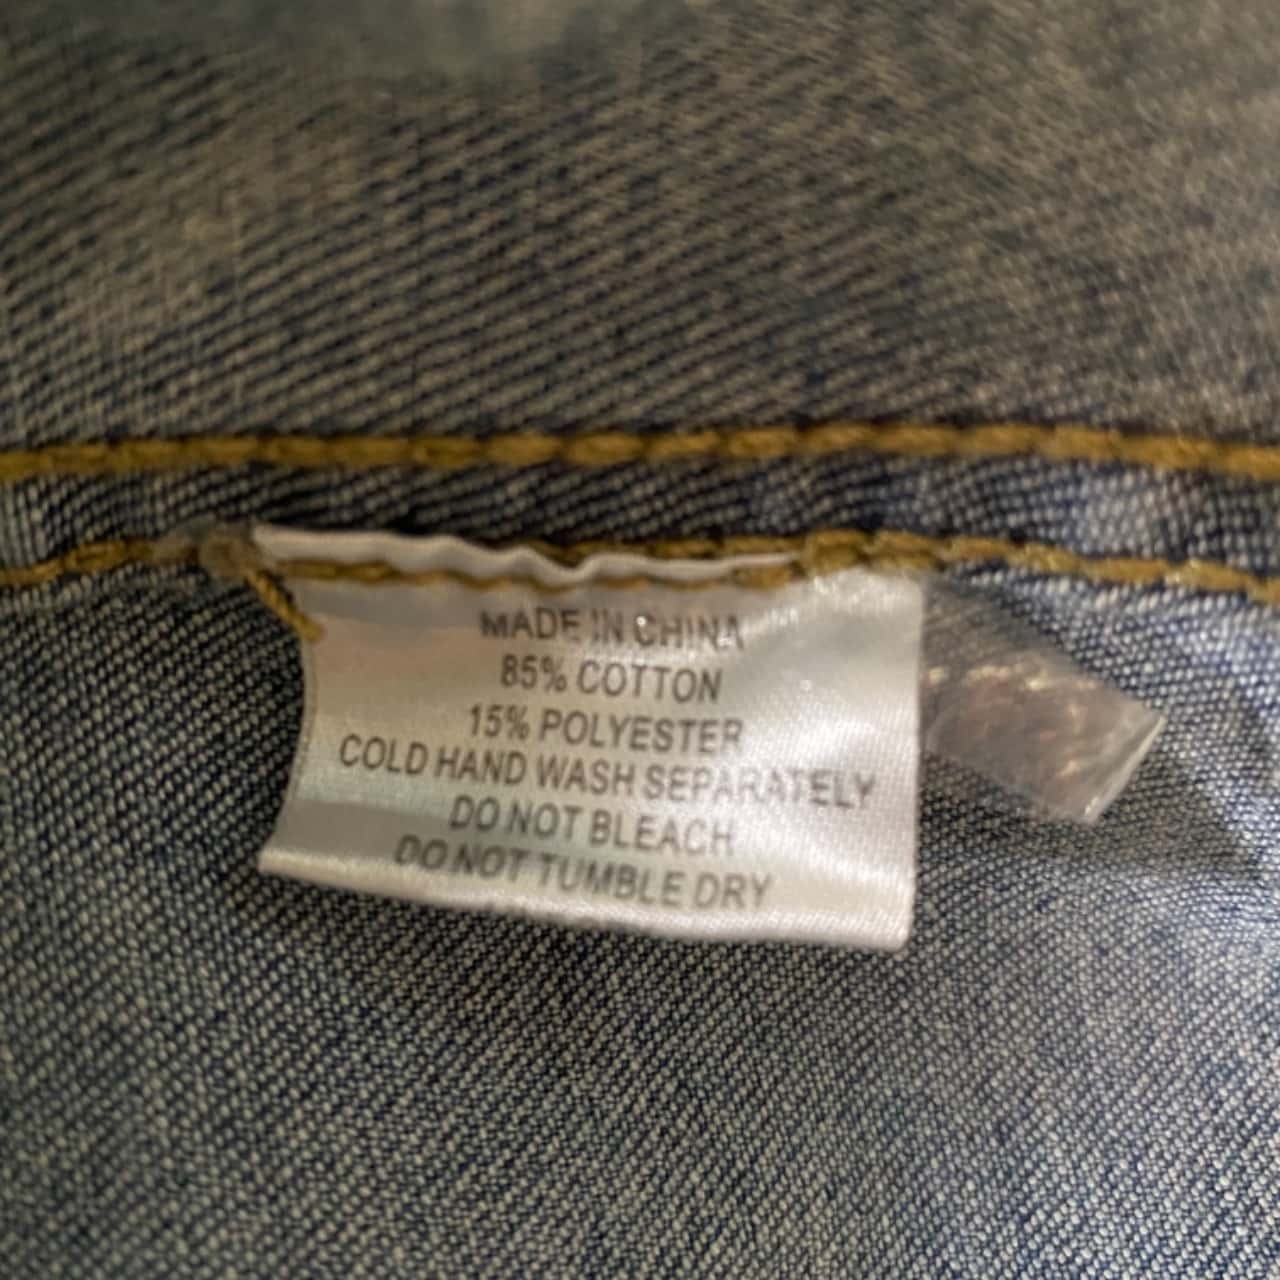 MADE IN CHINA
85% COTTON
15% POLYESTER
COLD HAND WASH SEPARATELY
DO NOT BLEACH
DO NOT TUMBLE DRY